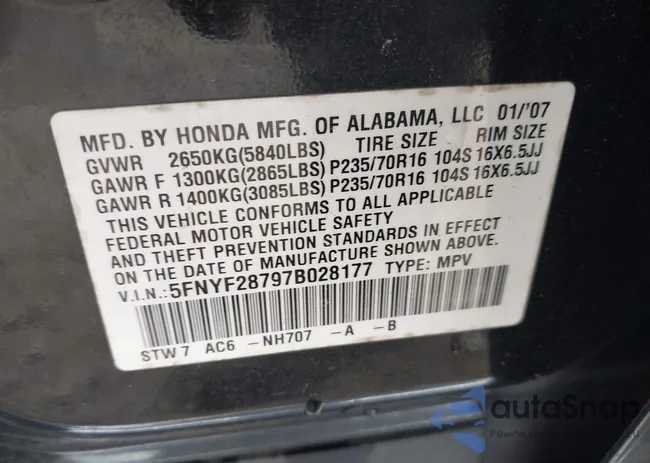 MFD. BY HONDA MFG. OF ALABAMA, LLC 01/'07
GVWR 2650KG(5840LBS) TIRE SIZE RIM SIZE
GAWR F 1300KG(2865LBS) P235/70R16 104S 16X6.5JJ
GAWR R 1400KG(3085LBS) P235/70R16 104S 16X6.5JJ
THIS VEHICLE CONFORMS TO ALL APPLICABLE
FEDERAL MOTOR VEHICLE SAFETY
AND THEFT PREVENTION STANDARDS IN EFFECT
ON THE DATE OF MANUFACTURE SHOWN ABOVE.
V.I.N.:5FNYF28797B028177 TYPE: MPV
STW7 AC6 -NH707 -A -B
autoSnap